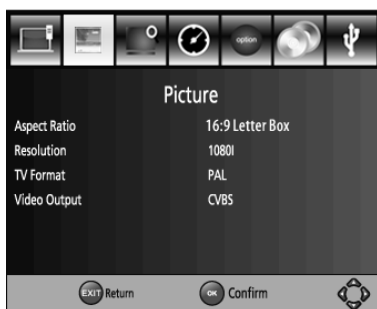 option
Picture
Aspect Ratio 16:9 Letter Box
Resolution 1080I
TV Format PAL
Video Output CVBS
EXIT Return OK Confirm